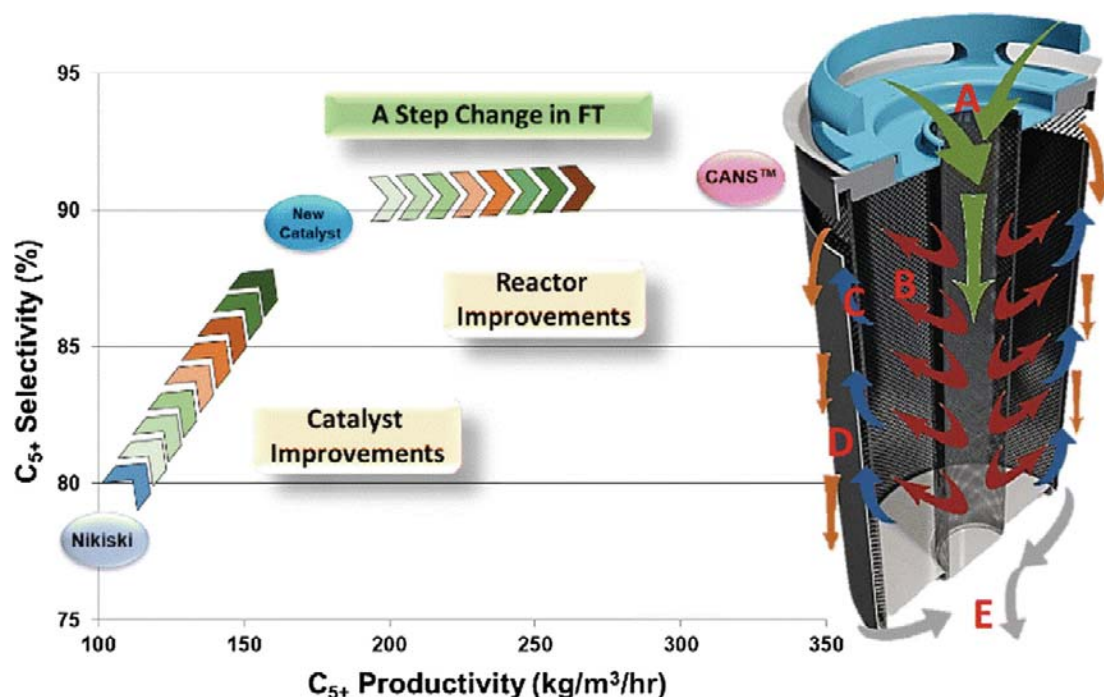 95
90
85
80
75
C5+ Selectivity (%)
A Step Change in FT
New
Catalyst
CANS™
Reactor
Improvements
Catalyst
Improvements
Nikiski
100
150
200
250
300
350
C5+ Productivity (kg/m³/hr)
A
B
C
D
E